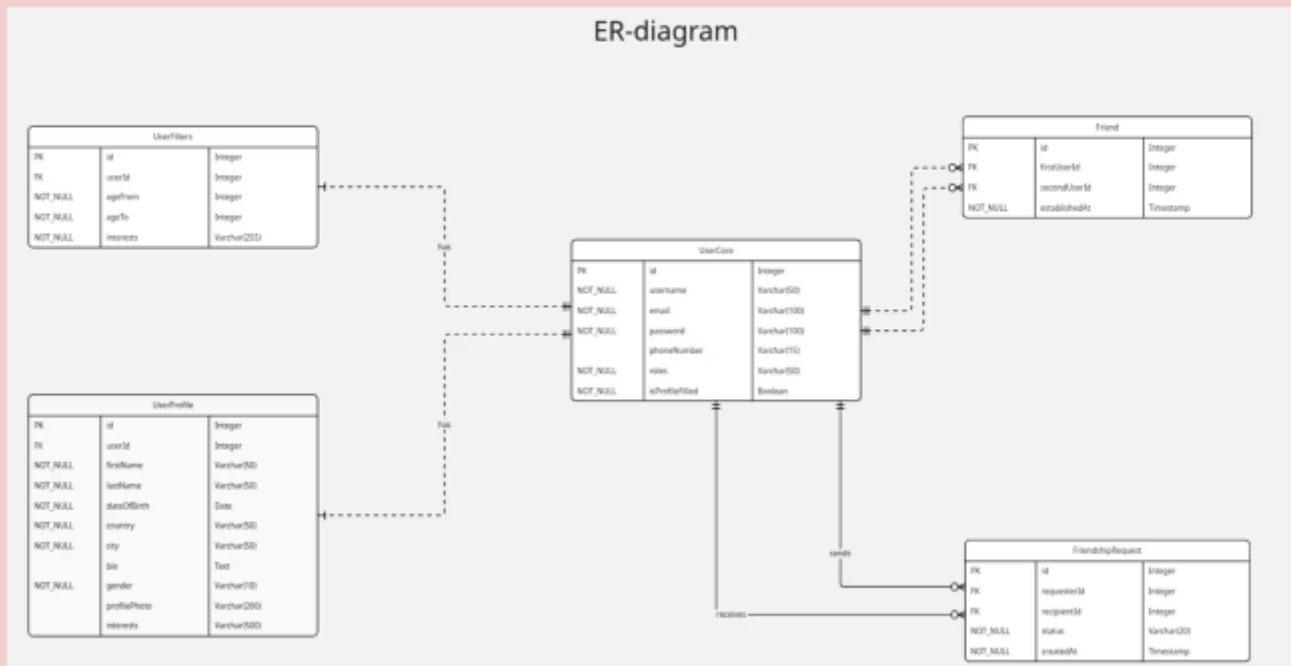 ER-diagram
UserFilters
PK id Integer
FK userId Integer
NOT_NULL ageFrom Integer
NOT_NULL ageTo Integer
NOT_NULL interests Varchar(255)
has
UserProfile
PK id Integer
FK userId Integer
NOT_NULL firstName Varchar(50)
NOT_NULL lastName Varchar(50)
NOT_NULL dateOfBirth Date
NOT_NULL country Varchar(50)
NOT_NULL city Varchar(50)
bio Text
NOT_NULL gender Varchar(10)
profilePhoto Varchar(200)
interests Varchar(500)
has
UserCore
PK id Integer
NOT_NULL username Varchar(50)
NOT_NULL email Varchar(100)
NOT_NULL password Varchar(100)
phoneNumber Varchar(15)
NOT_NULL roles Varchar(50)
NOT_NULL isProfileFilled Boolean
Friend
PK id Integer
FK firstUserId Integer
FK secondUserId Integer
NOT_NULL establishedAt Timestamp
sends
receives
FriendshipRequest
PK id Integer
FK requesterId Integer
FK recipientId Integer
NOT_NULL status Varchar(20)
NOT_NULL createdAt Timestamp